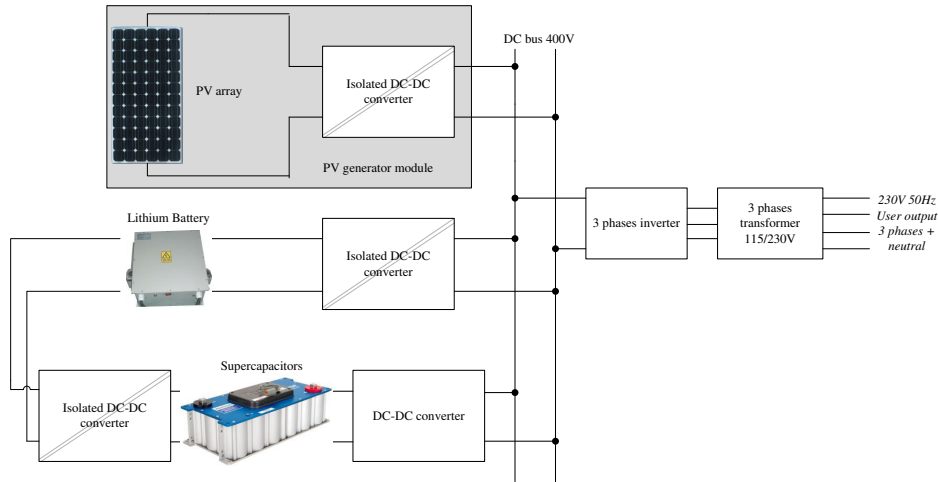 DC bus 400V
PV array
Isolated DC-DC
converter
PV generator module
Lithium Battery
Isolated DC-DC
converter
3 phases inverter
3 phases
transformer
115/230V
230V 50Hz
User output
3 phases +
neutral
Supercapacitors
Isolated DC-DC
converter
DC-DC converter